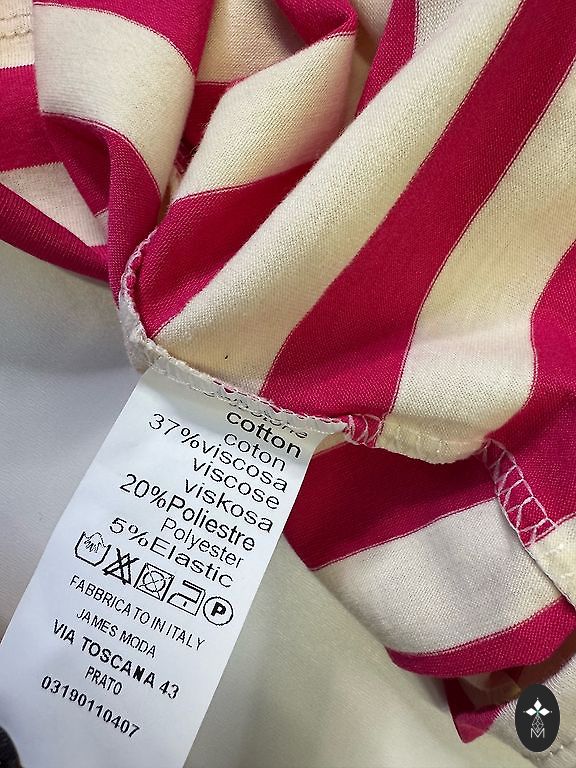 cotton
coton
37%viscosa
viscose
viskosa
20%Poliestre
Polyester
5%Elastic
P
FABBRICATO IN ITALY
JAMES MODA
VIA TOSCANA 43
PRATO
03190110407
M